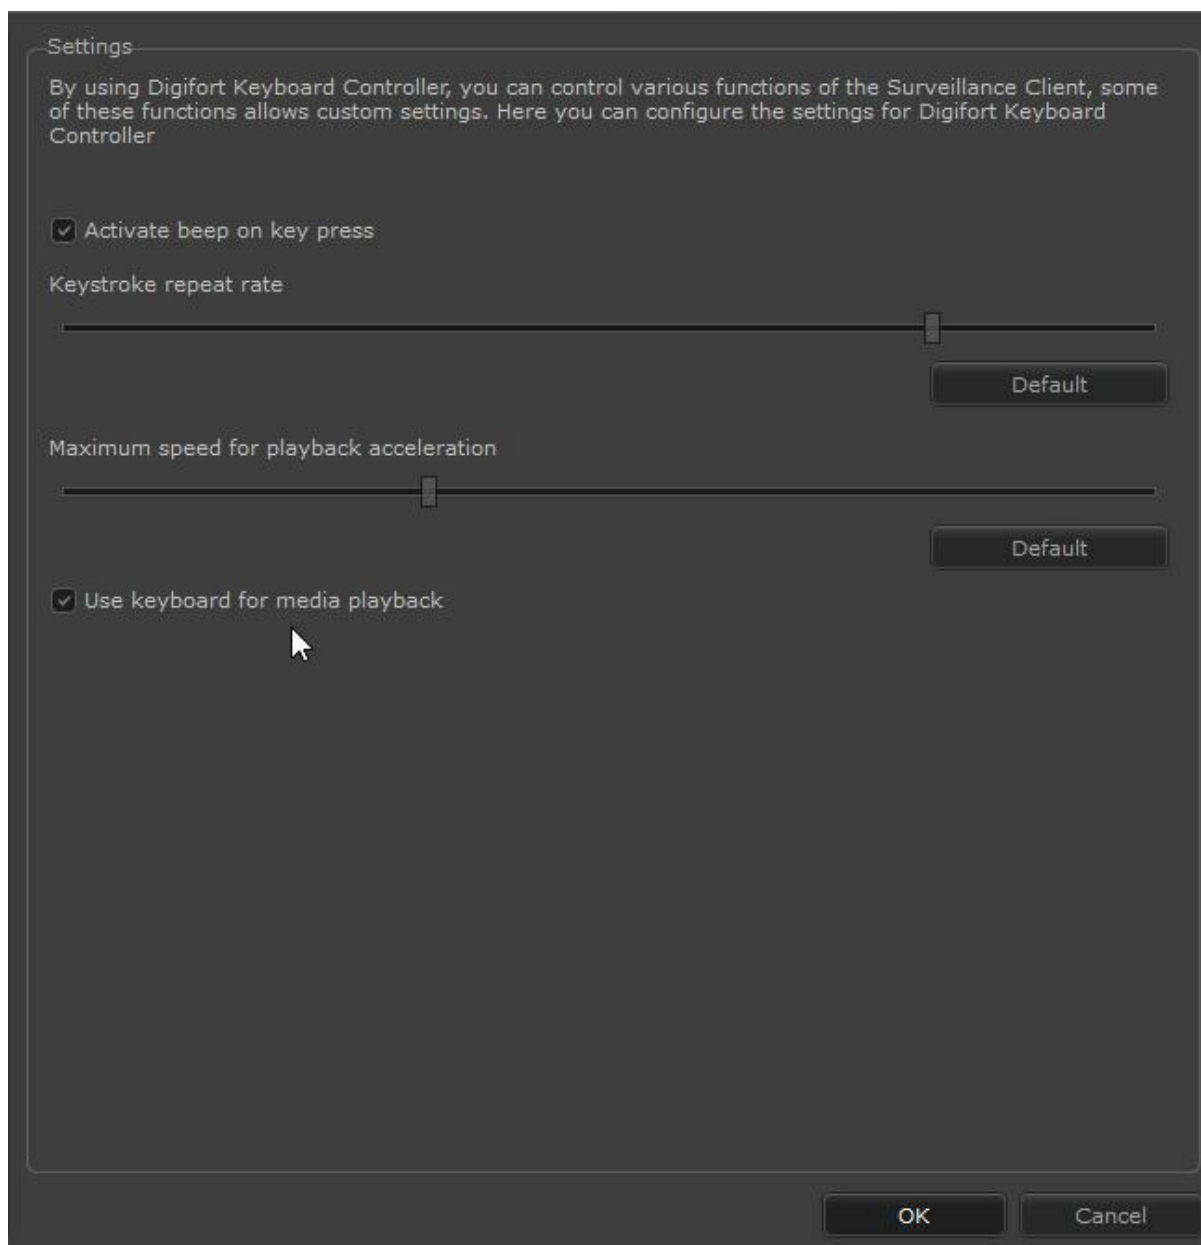 Settings
By using Digifort Keyboard Controller, you can control various functions of the Surveillance Client, some
of these functions allows custom settings. Here you can configure the settings for Digifort Keyboard
Controller
Activate beep on key press
Keystroke repeat rate
Default
Maximum speed for playback acceleration
Default
Use keyboard for media playback
OK
Cancel